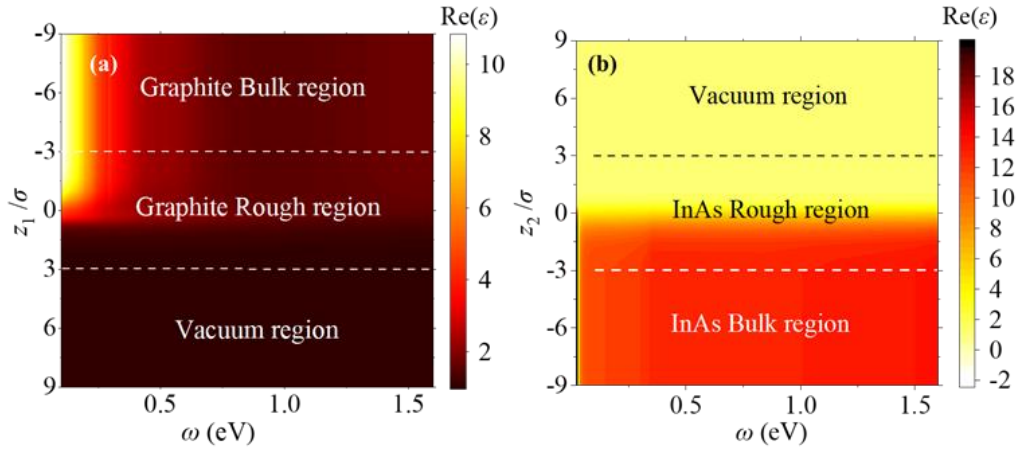 Re(ε)
Re(ε)
(a)
Graphite Bulk region
Graphite Rough region
Vacuum region
-9
-6
-3
0
3
6
9
z₁/σ
0.5
1.0
1.5
ω (eV)
10
8
6
4
2
(b)
Vacuum region
InAs Rough region
InAs Bulk region
9
6
3
0
-3
-6
-9
z₂/σ
0.5
1.0
1.5
ω (eV)
18
16
14
12
10
8
6
4
2
0
-2